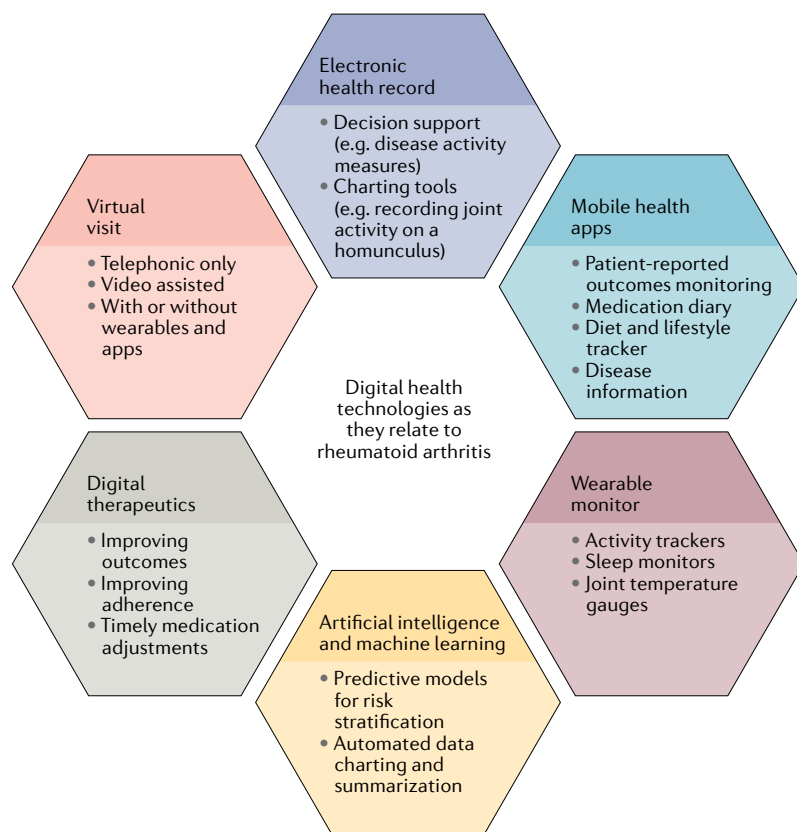 Electronic
health record
• Decision support
(e.g. disease activity
measures)
• Charting tools
(e.g. recording joint
activity on a
homunculus)
Virtual
visit
• Telephonic only
• Video assisted
• With or without
wearables and
apps
Mobile health
apps
• Patient-reported
outcomes monitoring
• Medication diary
• Diet and lifestyle
tracker
• Disease
information
Digital health
technologies as
they relate to
rheumatoid arthritis
Digital
therapeutics
• Improving
outcomes
• Improving
adherence
• Timely medication
adjustments
Wearable
monitor
• Activity trackers
• Sleep monitors
• Joint temperature
gauges
Artificial intelligence
and machine learning
• Predictive models
for risk
stratification
• Automated data
charting and
summarization